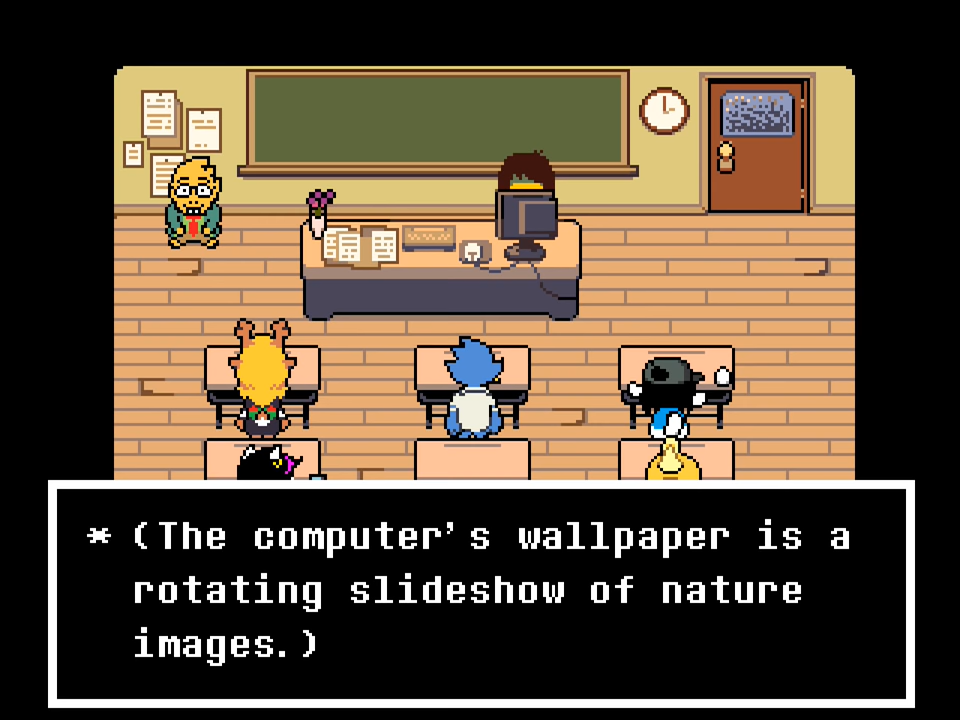 * (The computer's wallpaper is a
rotating slideshow of nature
images.)